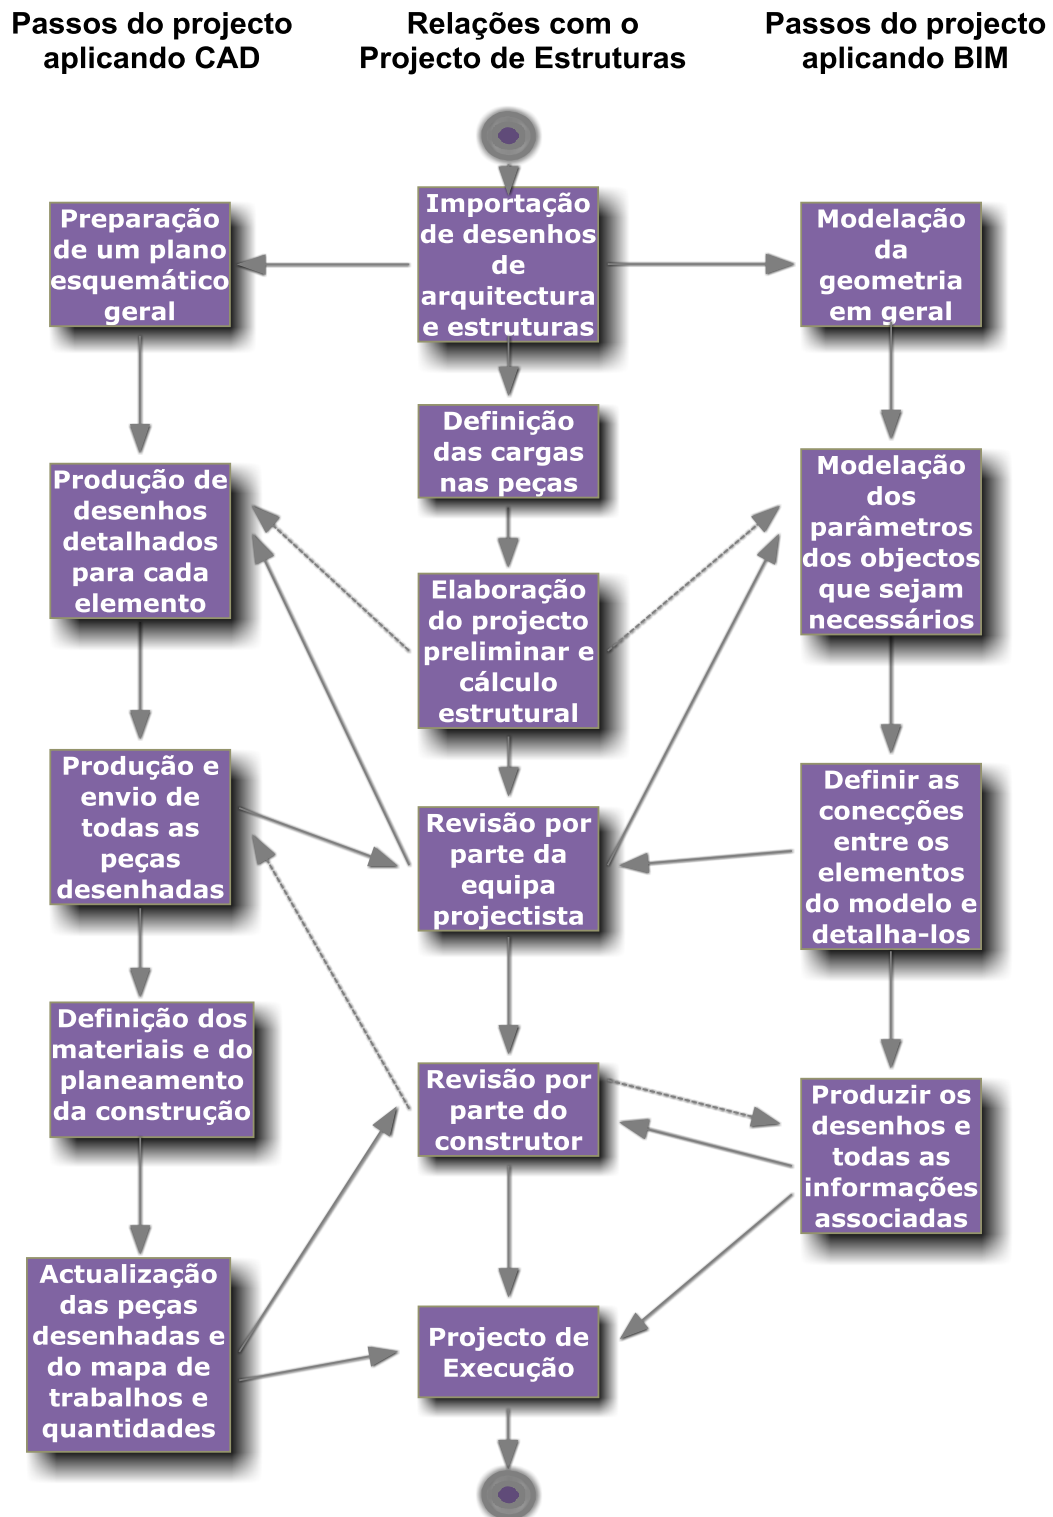 Passos do projecto
aplicando CAD
Relações com o
Projecto de Estruturas
Passos do projecto
aplicando BIM
Preparação
de um plano
esquemático
geral
Produção de
desenhos
detalhados
para cada
elemento
Produção e
envio de
todas as
peças
desenhadas
Definição dos
materiais e do
planeamento
da construção
Actualização
das peças
desenhadas e
do mapa de
trabalhos e
quantidades
Importação
de desenhos
de
arquitectura
e estruturas
Definição
das cargas
nas peças
Elaboração
do projecto
preliminar e
cálculo
estrutural
Revisão por
parte da
equipa
projectista
Revisão por
parte do
construtor
Projecto de
Execução
Modelação
da
geometria
em geral
Modelação
dos
parâmetros
dos objectos
que sejam
necessários
Definir as
conecções
entre os
elementos
do modelo e
detalha-los
Produzir os
desenhos e
todas as
informações
associadas